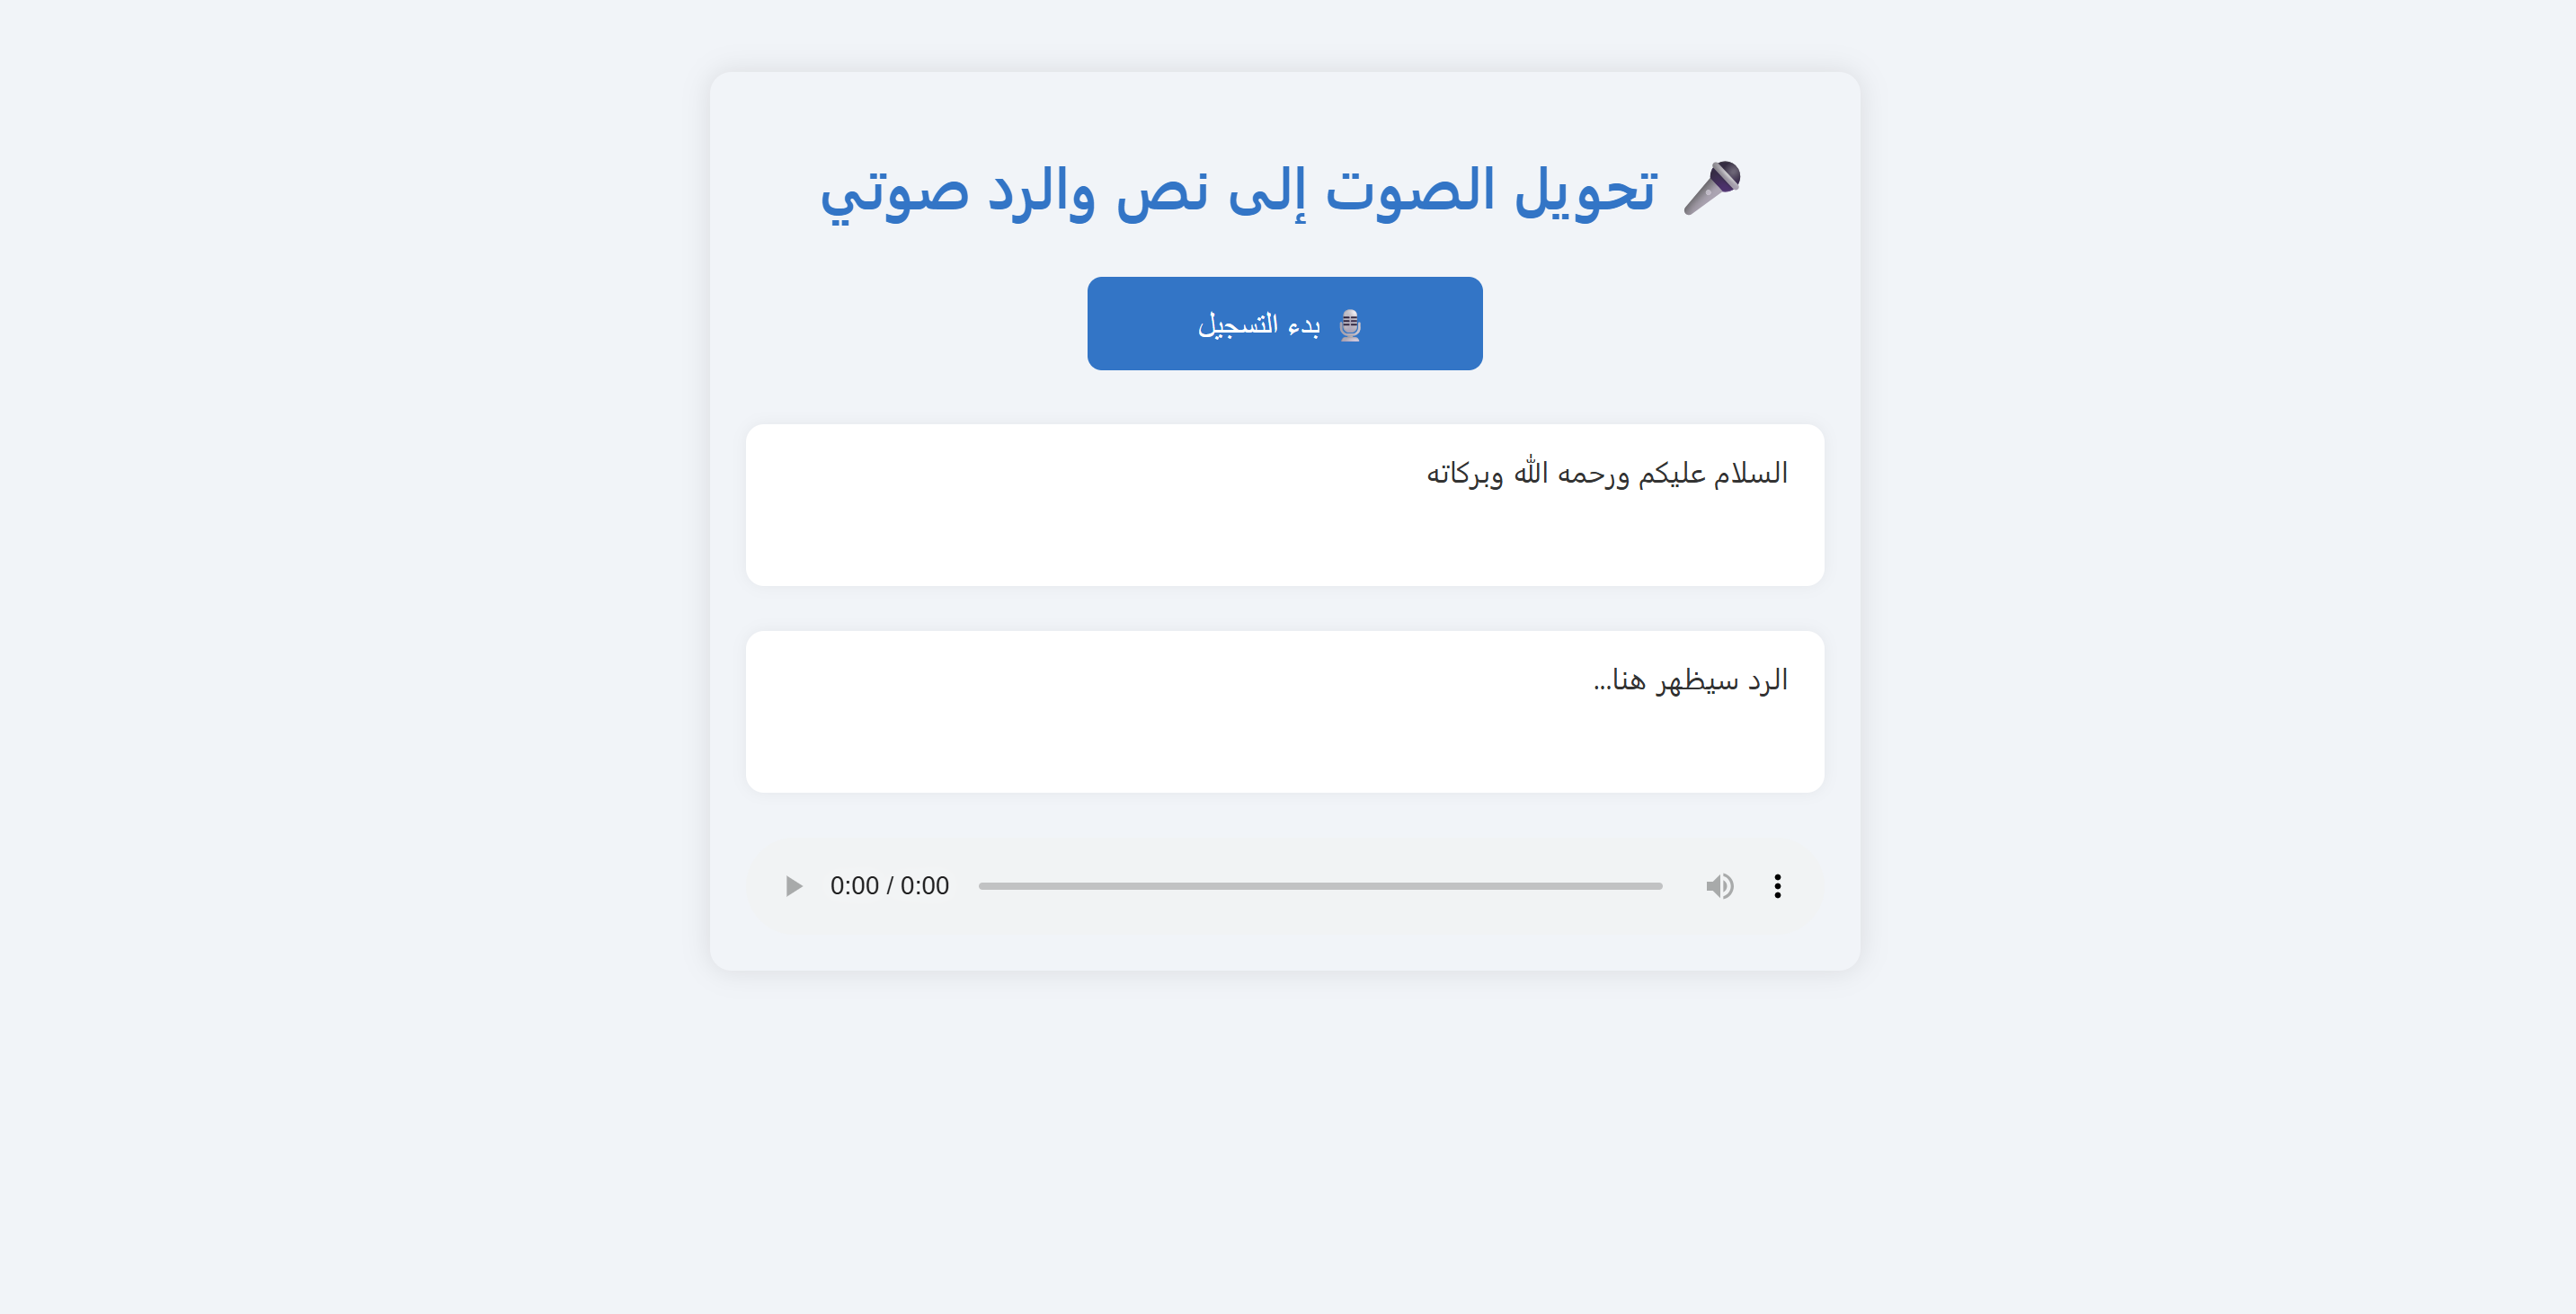 🎤 تحويل الصوت إلى نص والرد صوتي
🎙️ بدء التسجيل
السلام عليكم ورحمه الله وبركاته
الرد سيظهر هنا...
0:00 / 0:00